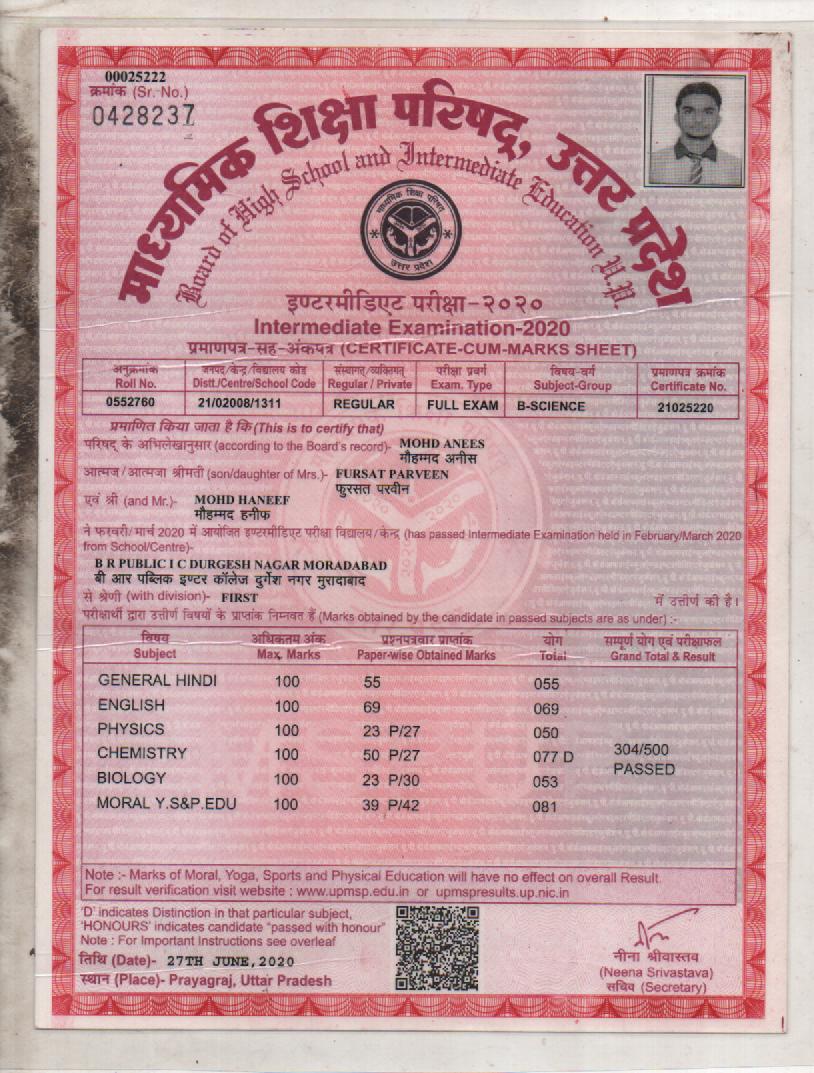 00025222
क्रमांक (Sr. No.)
0428237
माध्यमिक शिक्षा परिषद्, उत्तर प्रदेश
Board of High School and Intermediate Education U.P.
माध्यमिक शिक्षा परिषद
उत्तर प्रदेश
इण्टरमीडिएट परीक्षा-२०२०
Intermediate Examination-2020
प्रमाणपत्र-सह-अंकपत्र (CERTIFICATE-CUM-MARKS SHEET)
अनुक्रमांक जनपद/केन्द्र/विद्यालय कोड संस्थागत/व्यक्तिगत परीक्षा प्रवर्ग विषय-वर्ग प्रमाणपत्र क्रमांक
Roll No. Distt./Centre/School Code Regular / Private Exam. Type Subject-Group Certificate No.
0552760 21/02008/1311 REGULAR FULL EXAM B-SCIENCE 21025220
प्रमाणित किया जाता है कि (This is to certify that)
परिषद् के अभिलेखानुसार (according to the Board's record)- MOHD ANEES
मौहम्मद अनीस
आत्मज/आत्मजा श्रीमती (son/daughter of Mrs.)- FURSAT PARVEEN
फुरसत परवीन
एवं श्री (and Mr.)- MOHD HANEEF
मौहम्मद हनीफ
ने फरवरी/मार्च 2020 में आयोजित इण्टरमीडिएट परीक्षा विद्यालय/केन्द्र (has passed Intermediate Examination held in February/March 2020
from School/Centre)-
B R PUBLIC I C DURGESH NAGAR MORADABAD
बी आर पब्लिक इण्टर कॉलेज दुर्गेश नगर मुरादाबाद
से श्रेणी (with division)- FIRST में उत्तीर्ण की है।
परीक्षार्थी द्वारा उत्तीर्ण विषयों के प्राप्तांक निम्नवत हैं (Marks obtained by the candidate in passed subjects are as under) :-
विषय अधिकतम अंक प्रश्नपत्रवार प्राप्तांक योग सम्पूर्ण योग एवं परीक्षाफल
Subject Max. Marks Paper-wise Obtained Marks Total Grand Total & Result
GENERAL HINDI 100 55 055
ENGLISH 100 69 069
PHYSICS 100 23 P/27 050
CHEMISTRY 100 50 P/27 077 D 304/500
PASSED
BIOLOGY 100 23 P/30 053
MORAL Y.S&P.EDU 100 39 P/42 081
Note :- Marks of Moral, Yoga, Sports and Physical Education will have no effect on overall Result.
For result verification visit website : www.upmsp.edu.in or upmspresults.up.nic.in
'D' indicates Distinction in that particular subject,
'HONOURS' indicates candidate "passed with honour"
Note : For Important Instructions see overleaf
तिथि (Date)- 27TH JUNE,2020
स्थान (Place)- Prayagraj, Uttar Pradesh
नीना श्रीवास्तव
(Neena Srivastava)
सचिव (Secretary)